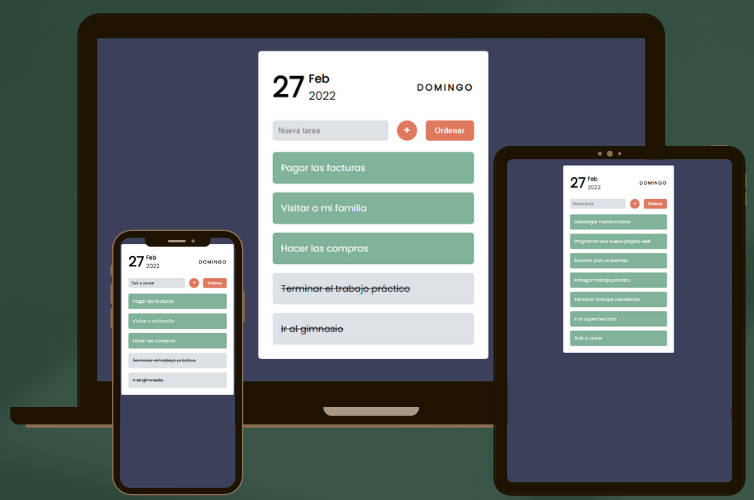 27 Feb
2022
DOMINGO
Nueva tarea
+
Ordenar
Pagar las facturas
Visitar a mi familia
Hacer las compras
Terminar el trabajo práctico
Ir al gimnasio
27 Feb
2022
DOMINGO
Salir a pasear
+
Ordenar
Pagar las facturas
Visitar a mi familia
Hacer las compras
Terminar el trabajo práctico
Ir al gimnasio
27 Feb
2022
DOMINGO
Nueva tarea
+
Ordenar
Descargar nueva música
Programar una nueva página web
Estudiar para el examen
Entregar trabajo práctico
Terminar trabajos pendientes
Ir al supermercado
Salir a correr